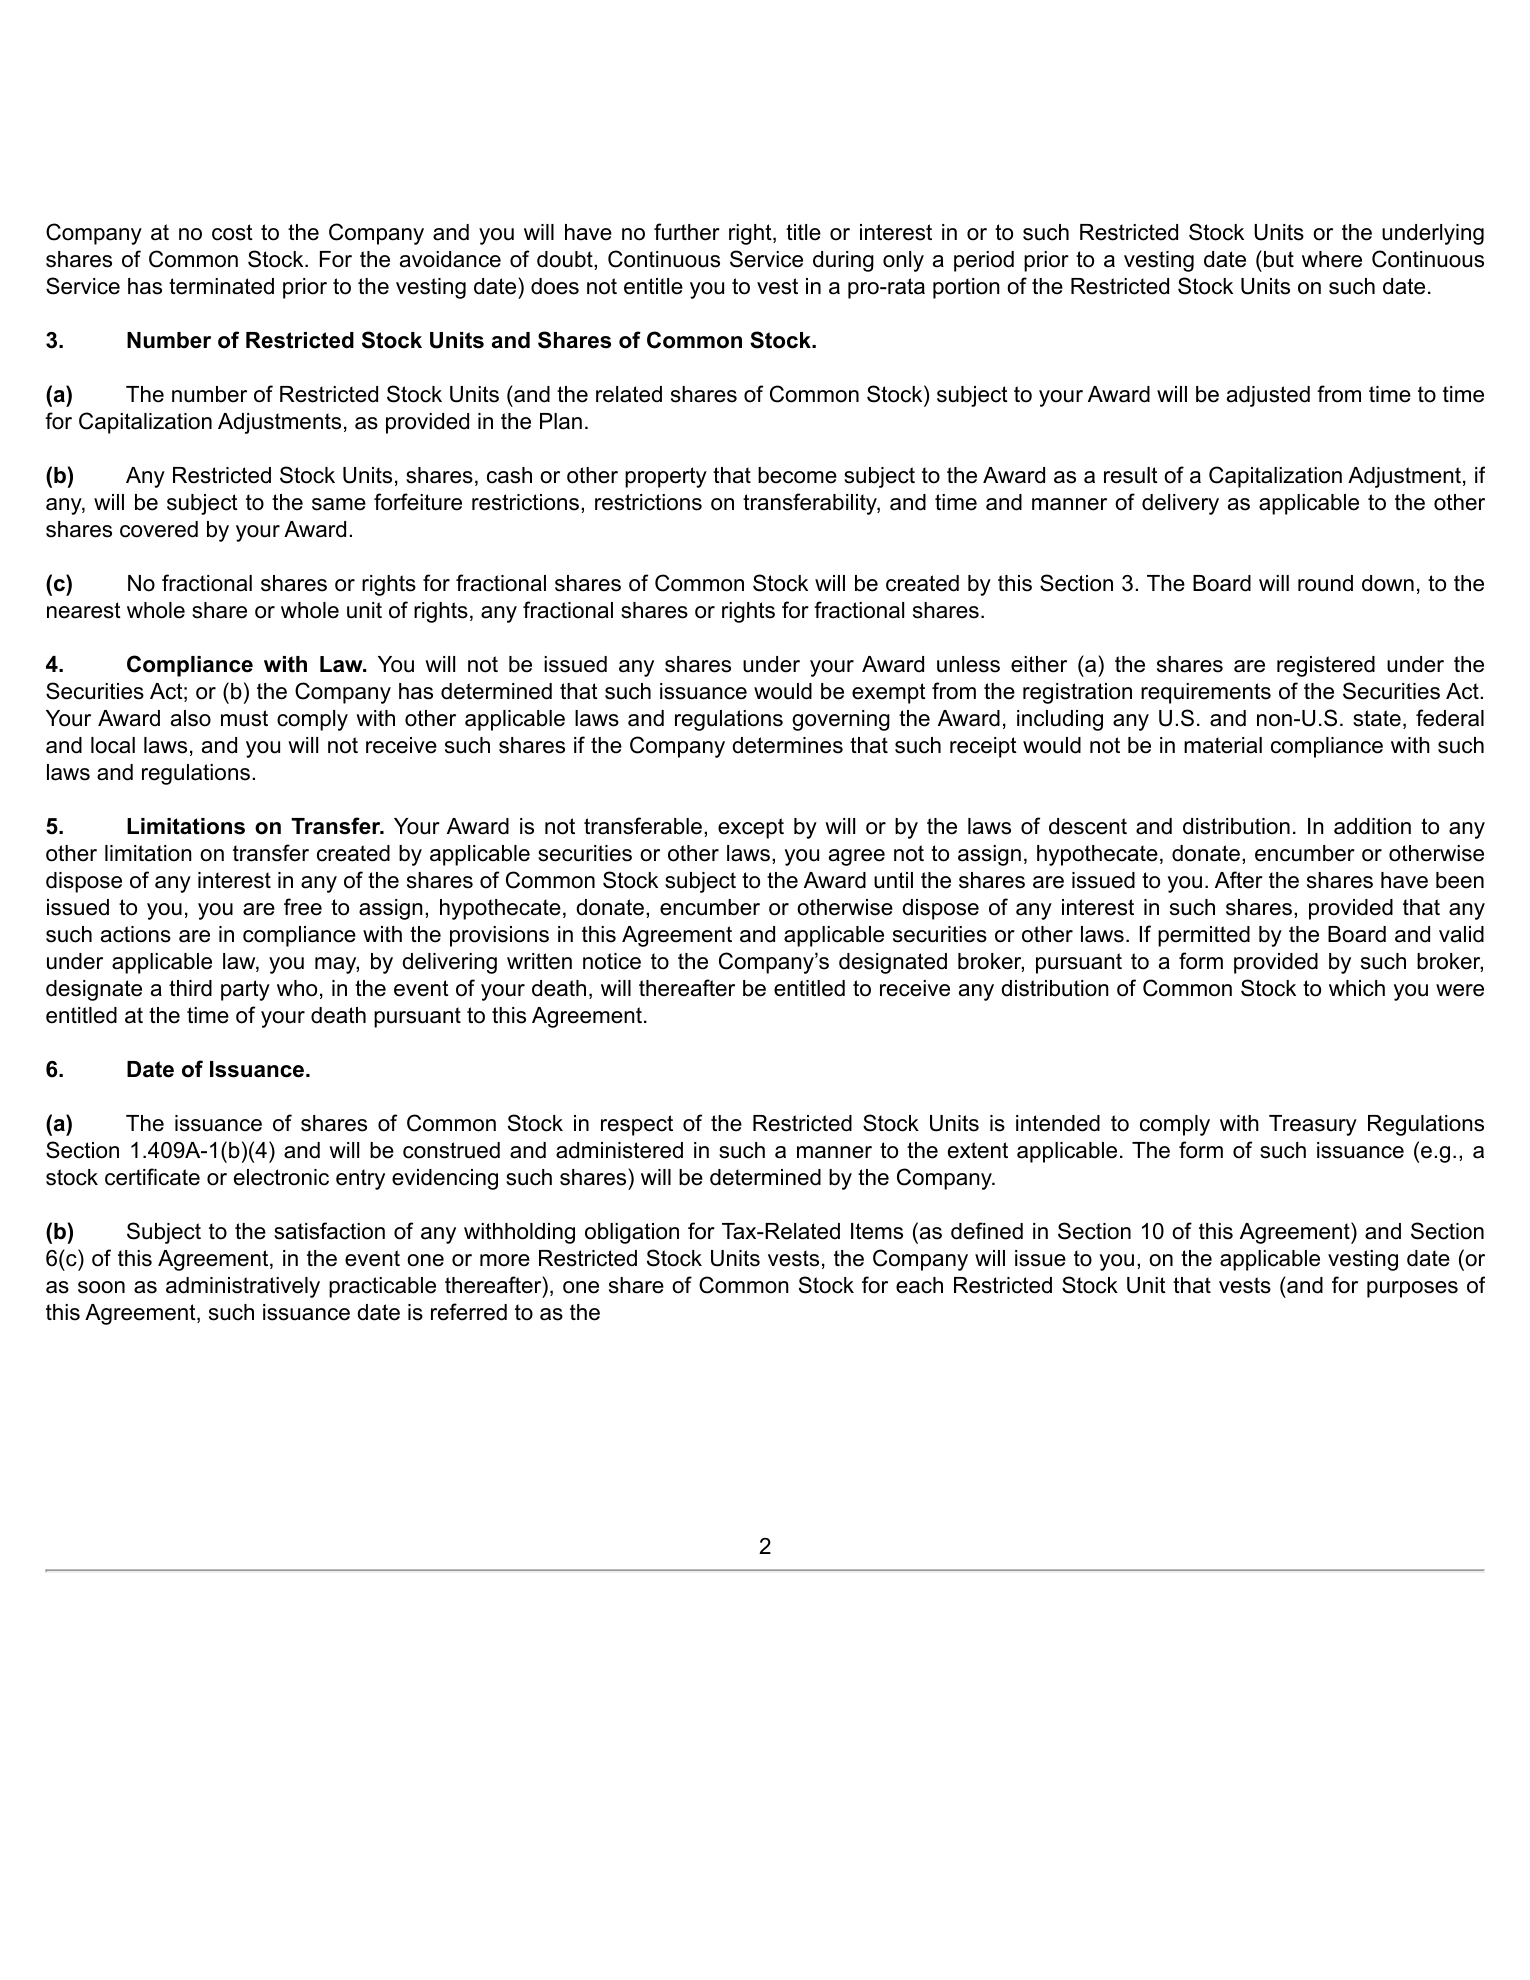 Company at no cost to the Company and you will have no further right, title or interest in or to such Restricted Stock Units or the underlying
shares of Common Stock. For the avoidance of doubt, Continuous Service during only a period prior to a vesting date (but where Continuous
Service has terminated prior to the vesting date) does not entitle you to vest in a pro-rata portion of the Restricted Stock Units on such date.
3. Number of Restricted Stock Units and Shares of Common Stock.
(a) The number of Restricted Stock Units (and the related shares of Common Stock) subject to your Award will be adjusted from time to time
for Capitalization Adjustments, as provided in the Plan.
(b) Any Restricted Stock Units, shares, cash or other property that become subject to the Award as a result of a Capitalization Adjustment, if
any, will be subject to the same forfeiture restrictions, restrictions on transferability, and time and manner of delivery as applicable to the other
shares covered by your Award.
(c) No fractional shares or rights for fractional shares of Common Stock will be created by this Section 3. The Board will round down, to the
nearest whole share or whole unit of rights, any fractional shares or rights for fractional shares.
4. Compliance with Law. You will not be issued any shares under your Award unless either (a) the shares are registered under the
Securities Act; or (b) the Company has determined that such issuance would be exempt from the registration requirements of the Securities Act.
Your Award also must comply with other applicable laws and regulations governing the Award, including any U.S. and non-U.S. state, federal
and local laws, and you will not receive such shares if the Company determines that such receipt would not be in material compliance with such
laws and regulations.
5. Limitations on Transfer. Your Award is not transferable, except by will or by the laws of descent and distribution. In addition to any
other limitation on transfer created by applicable securities or other laws, you agree not to assign, hypothecate, donate, encumber or otherwise
dispose of any interest in any of the shares of Common Stock subject to the Award until the shares are issued to you. After the shares have been
issued to you, you are free to assign, hypothecate, donate, encumber or otherwise dispose of any interest in such shares, provided that any
such actions are in compliance with the provisions in this Agreement and applicable securities or other laws. If permitted by the Board and valid
under applicable law, you may, by delivering written notice to the Company’s designated broker, pursuant to a form provided by such broker,
designate a third party who, in the event of your death, will thereafter be entitled to receive any distribution of Common Stock to which you were
entitled at the time of your death pursuant to this Agreement.
6. Date of Issuance.
(a) The issuance of shares of Common Stock in respect of the Restricted Stock Units is intended to comply with Treasury Regulations
Section 1.409A-1(b)(4) and will be construed and administered in such a manner to the extent applicable. The form of such issuance (e.g., a
stock certificate or electronic entry evidencing such shares) will be determined by the Company.
(b) Subject to the satisfaction of any withholding obligation for Tax-Related Items (as defined in Section 10 of this Agreement) and Section
6(c) of this Agreement, in the event one or more Restricted Stock Units vests, the Company will issue to you, on the applicable vesting date (or
as soon as administratively practicable thereafter), one share of Common Stock for each Restricted Stock Unit that vests (and for purposes of
this Agreement, such issuance date is referred to as the
2